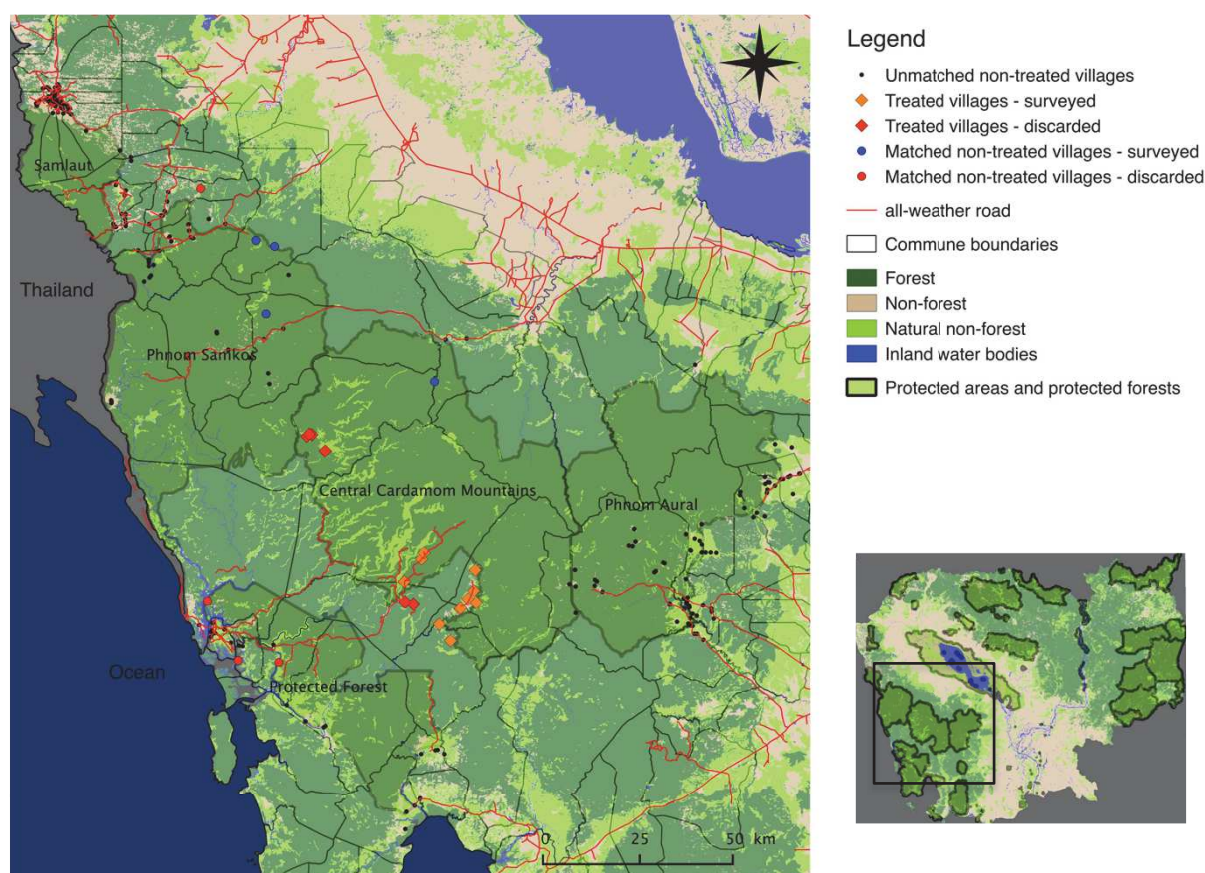 Samlaut
Thailand
Phnom Samkos
Central Cardamom Mountains
Phnom Aural
Ocean
Protected Forest
0 25 50 km
Legend
Unmatched non-treated villages
Treated villages - surveyed
Treated villages - discarded
Matched non-treated villages - surveyed
Matched non-treated villages - discarded
all-weather road
Commune boundaries
Forest
Non-forest
Natural non-forest
Inland water bodies
Protected areas and protected forests